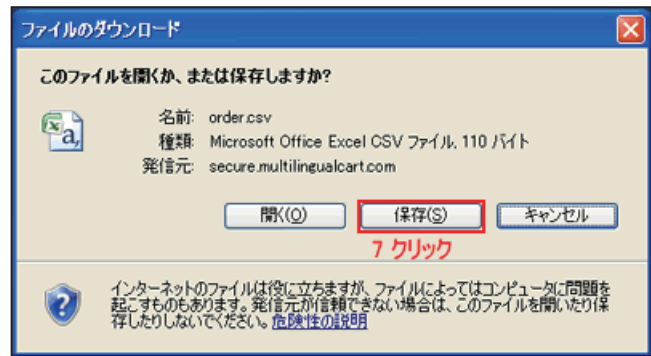 ファイルのダウンロード
このファイルを開くか、または保存しますか?
名前: order.csv
種類: Microsoft Office Excel CSV ファイル, 110 バイト
発信元: secure.multilingualcart.com
開く(O) 保存(S) キャンセル
7 クリック
インターネットのファイルは役に立ちますが、ファイルによってはコンピュータに問題を
起こすものもあります。発信元が信頼できない場合は、このファイルを開いたり保
存したりしないでください。危険性の説明